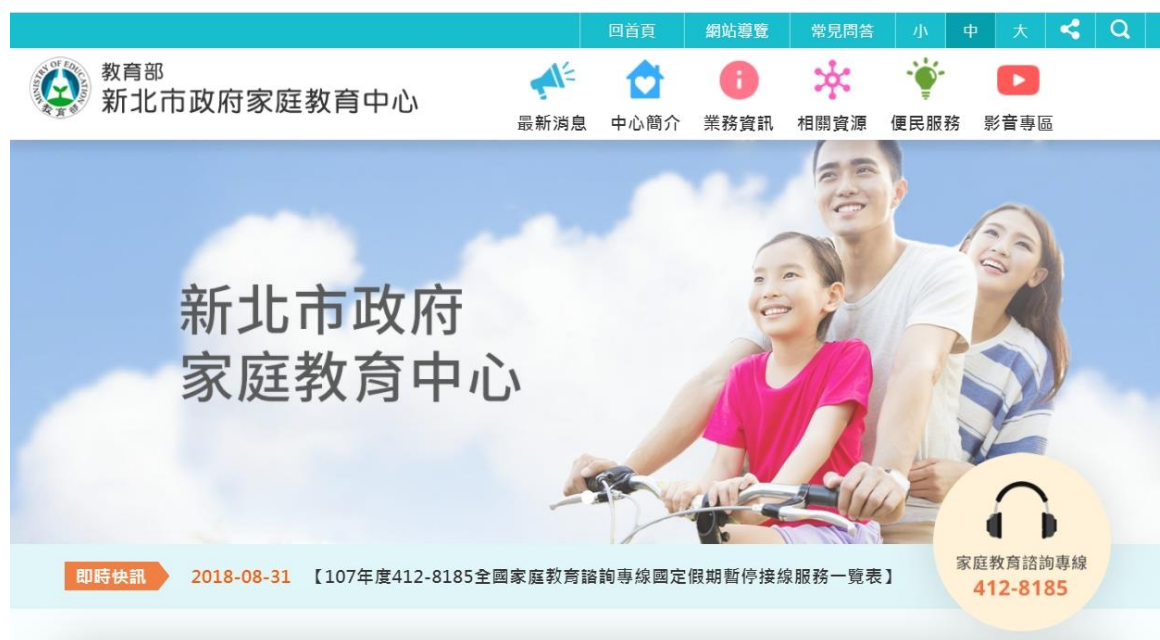 回首頁 網站導覽 常見問答 小 中 大
MINISTRY OF EDUCATION
教育部
教育部
新北市政府家庭教育中心
最新消息 中心簡介 業務資訊 相關資源 便民服務 影音專區
新北市政府
家庭教育中心
家庭教育諮詢專線
412-8185
即時快訊 2018-08-31 【107年度412-8185全國家庭教育諮詢專線國定假期暫停接線服務一覽表】